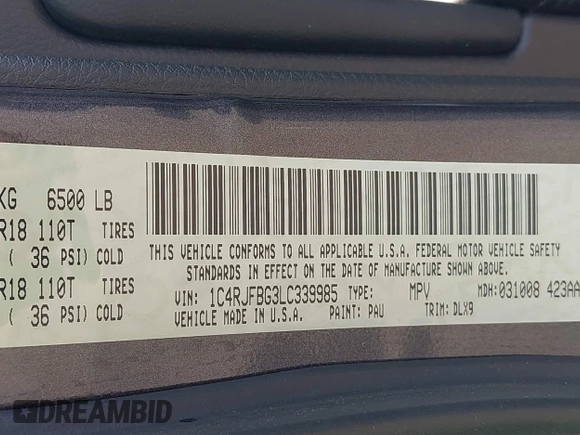 KG 6500 LB
R18 110T TIRES
( 36 PSI) COLD
R18 110T TIRES
( 36 PSI) COLD
THIS VEHICLE CONFORMS TO ALL APPLICABLE U.S.A. FEDERAL MOTOR VEHICLE SAFETY
STANDARDS IN EFFECT ON THE DATE OF MANUFACTURE SHOWN ABOVE.
VIN: 1C4RJFBG3LC339985 TYPE: MPV MDH: 031008 423AA
VEHICLE MADE IN U.S.A. PAINT: PAU TRIM: DLX9
DREAMBID